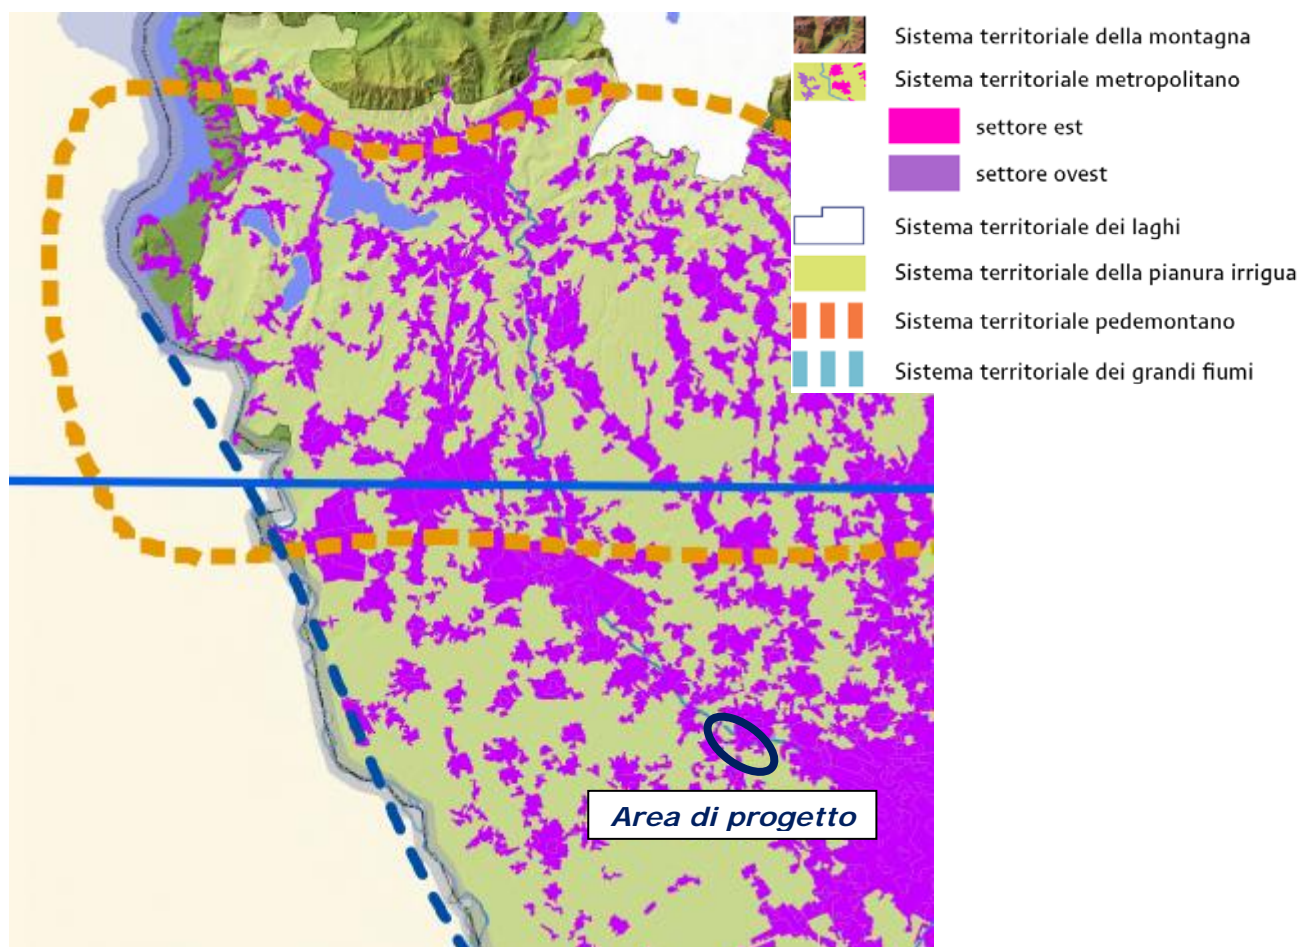 Sistema territoriale della montagna
Sistema territoriale metropolitano
settore est
settore ovest
Sistema territoriale dei laghi
Sistema territoriale della pianura irrigua
Sistema territoriale pedemontano
Sistema territoriale dei grandi fiumi
Area di progetto